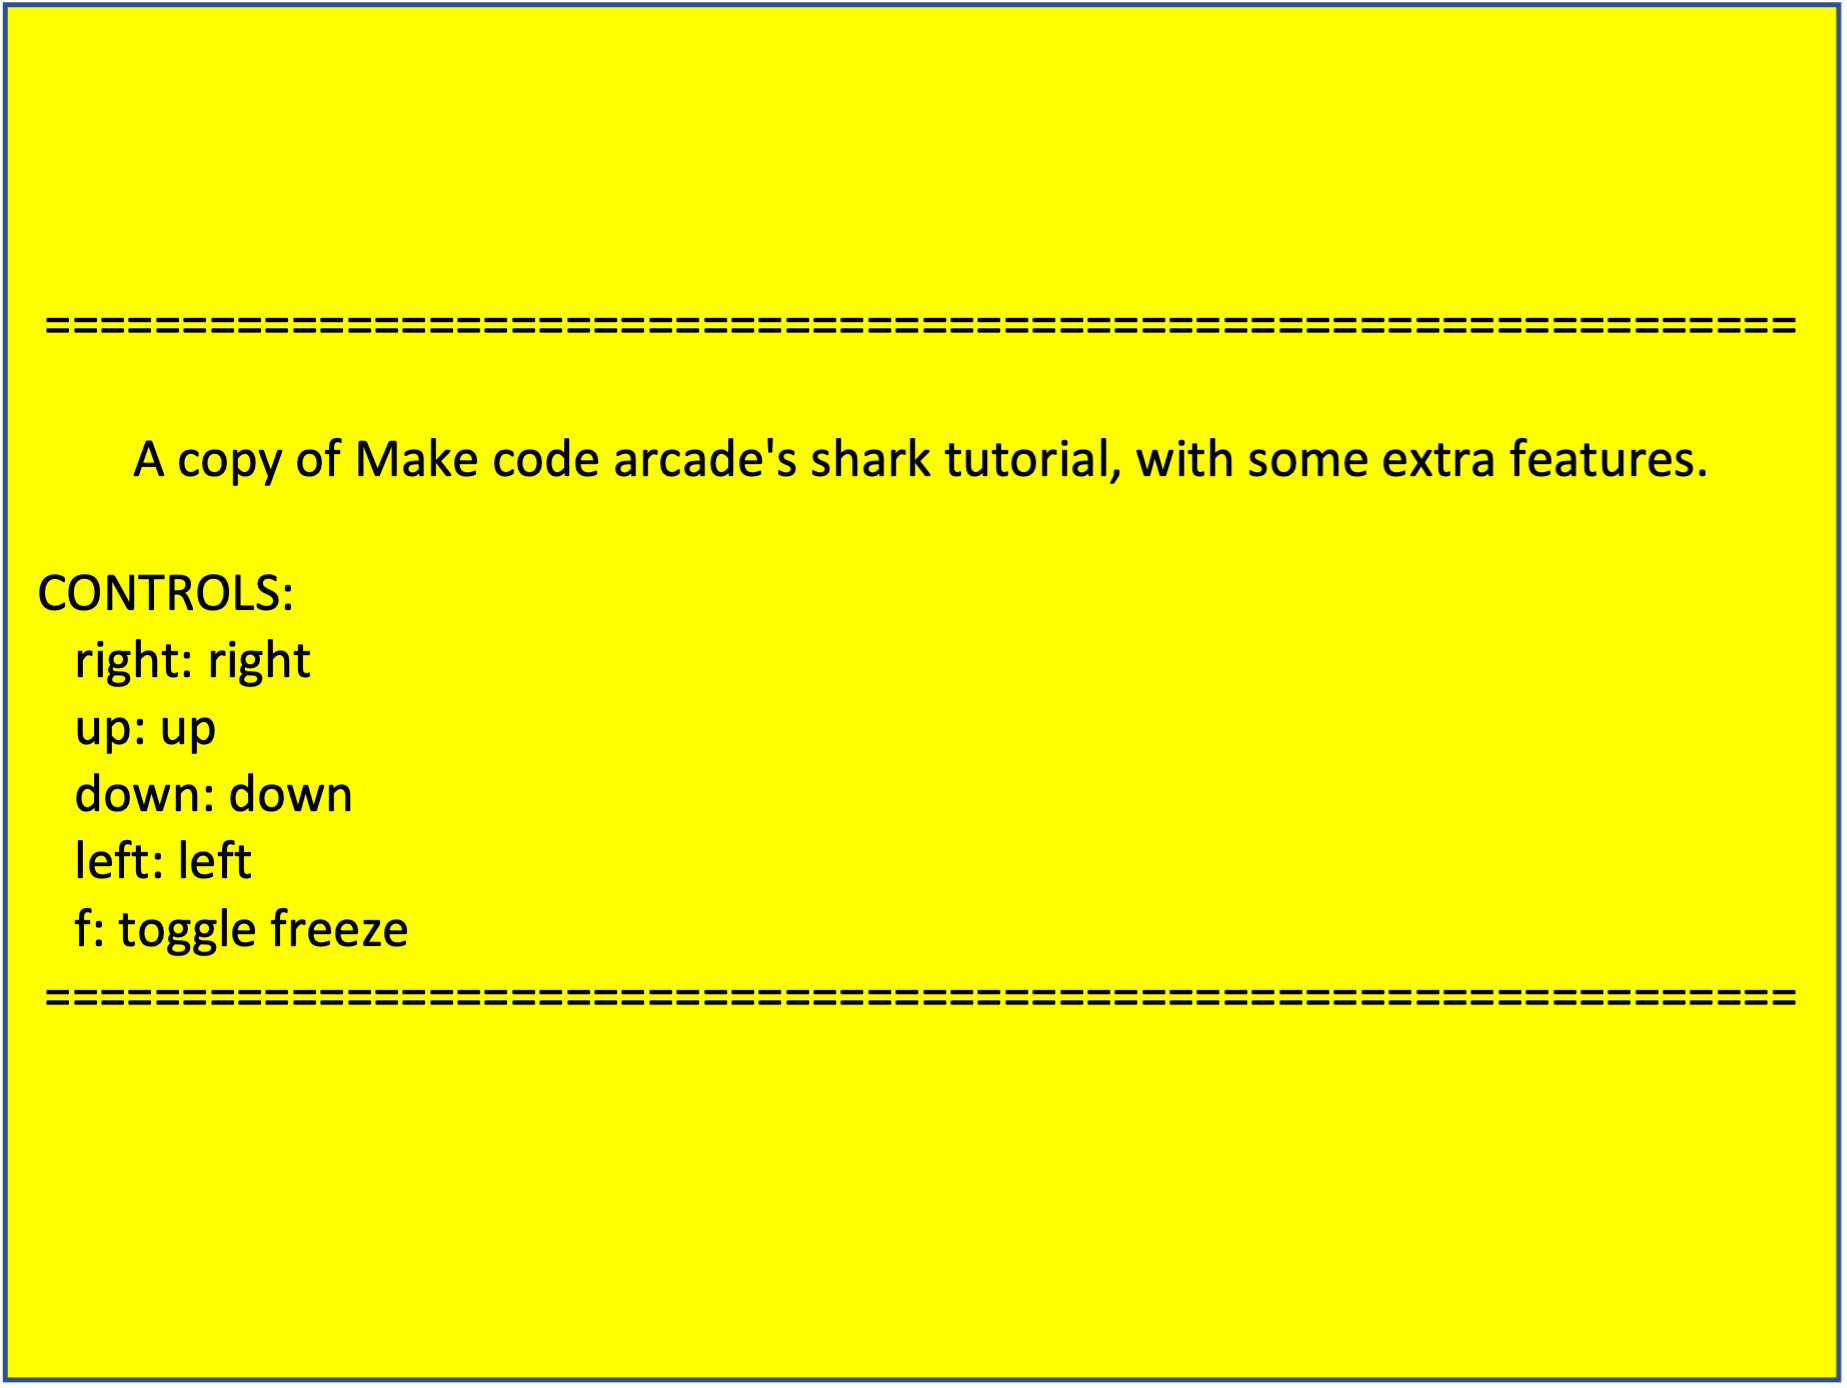 ================================================================
A copy of Make code arcade's shark tutorial, with some extra features.
CONTROLS:
right: right
up: up
down: down
left: left
f: toggle freeze
================================================================